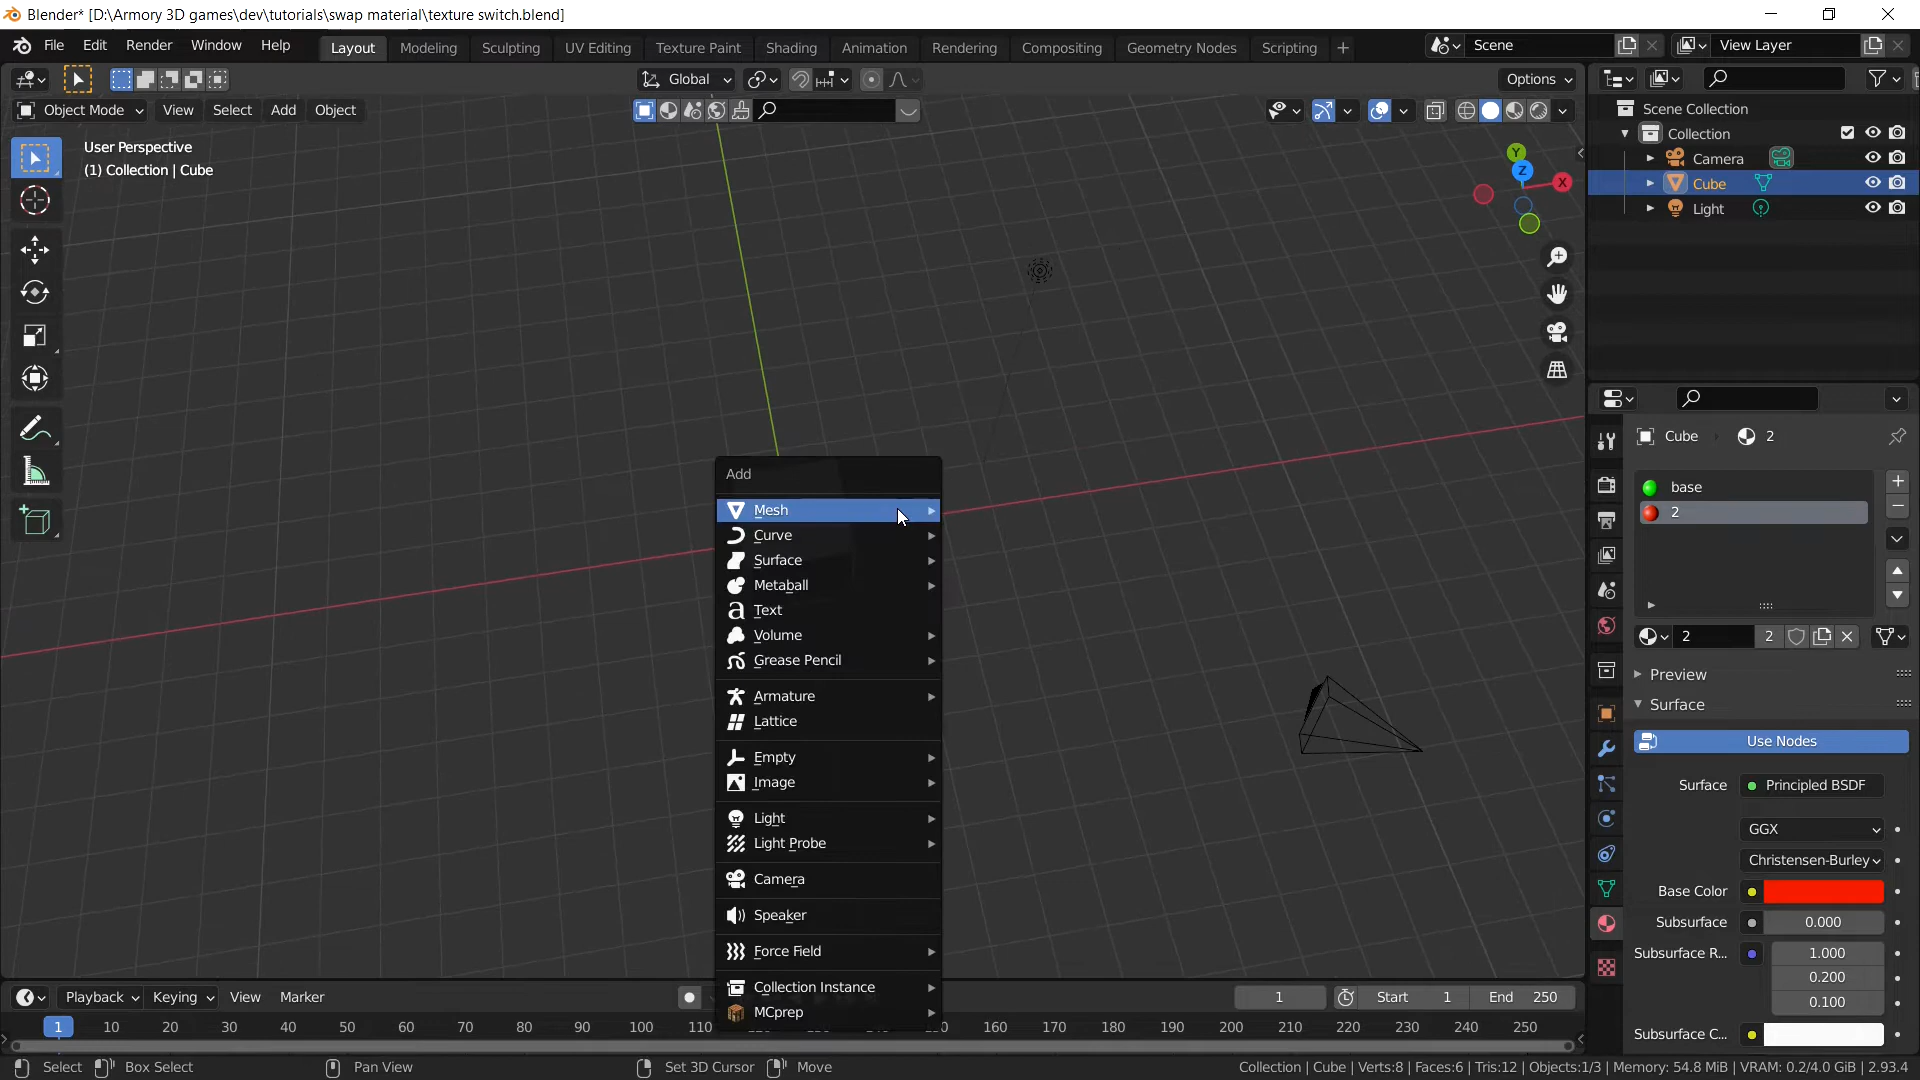 Blender* [D:\Armory 3D games\dev\tutorials\swap material\texture switch.blend]
File Edit Render Window Help Layout Modeling Sculpting UV Editing Texture Paint Shading Animation Rendering Compositing Geometry Nodes Scripting + Scene View Layer
Global Options
Object Mode View Select Add Object
User Perspective
(1) Collection | Cube
Y
Z
X
Scene Collection
Collection
Camera
Cube
Light
Cube 2
base
2
2 2
Preview
Surface
Use Nodes
Surface Principled BSDF
GGX
Christensen-Burley
Base Color
Subsurface 0.000
Subsurface R... 1.000
0.200
0.100
Subsurface C...
Add
Mesh
Curve
Surface
Metaball
Text
Volume
Grease Pencil
Armature
Lattice
Empty
Image
Light
Light Probe
Camera
Speaker
Force Field
Collection Instance
MCprep
Playback Keying View Marker 1 Start 1 End 250
1 10 20 30 40 50 60 70 80 90 100 160 170 180 190 200 210 220 230 240 250
Select Box Select Pan View Set 3D Cursor Move Collection | Cube | Verts:8 | Faces:6 | Tris:12 | Objects:1/3 | Memory: 54.8 MiB | VRAM: 0.2/4.0 GiB | 2.93.4